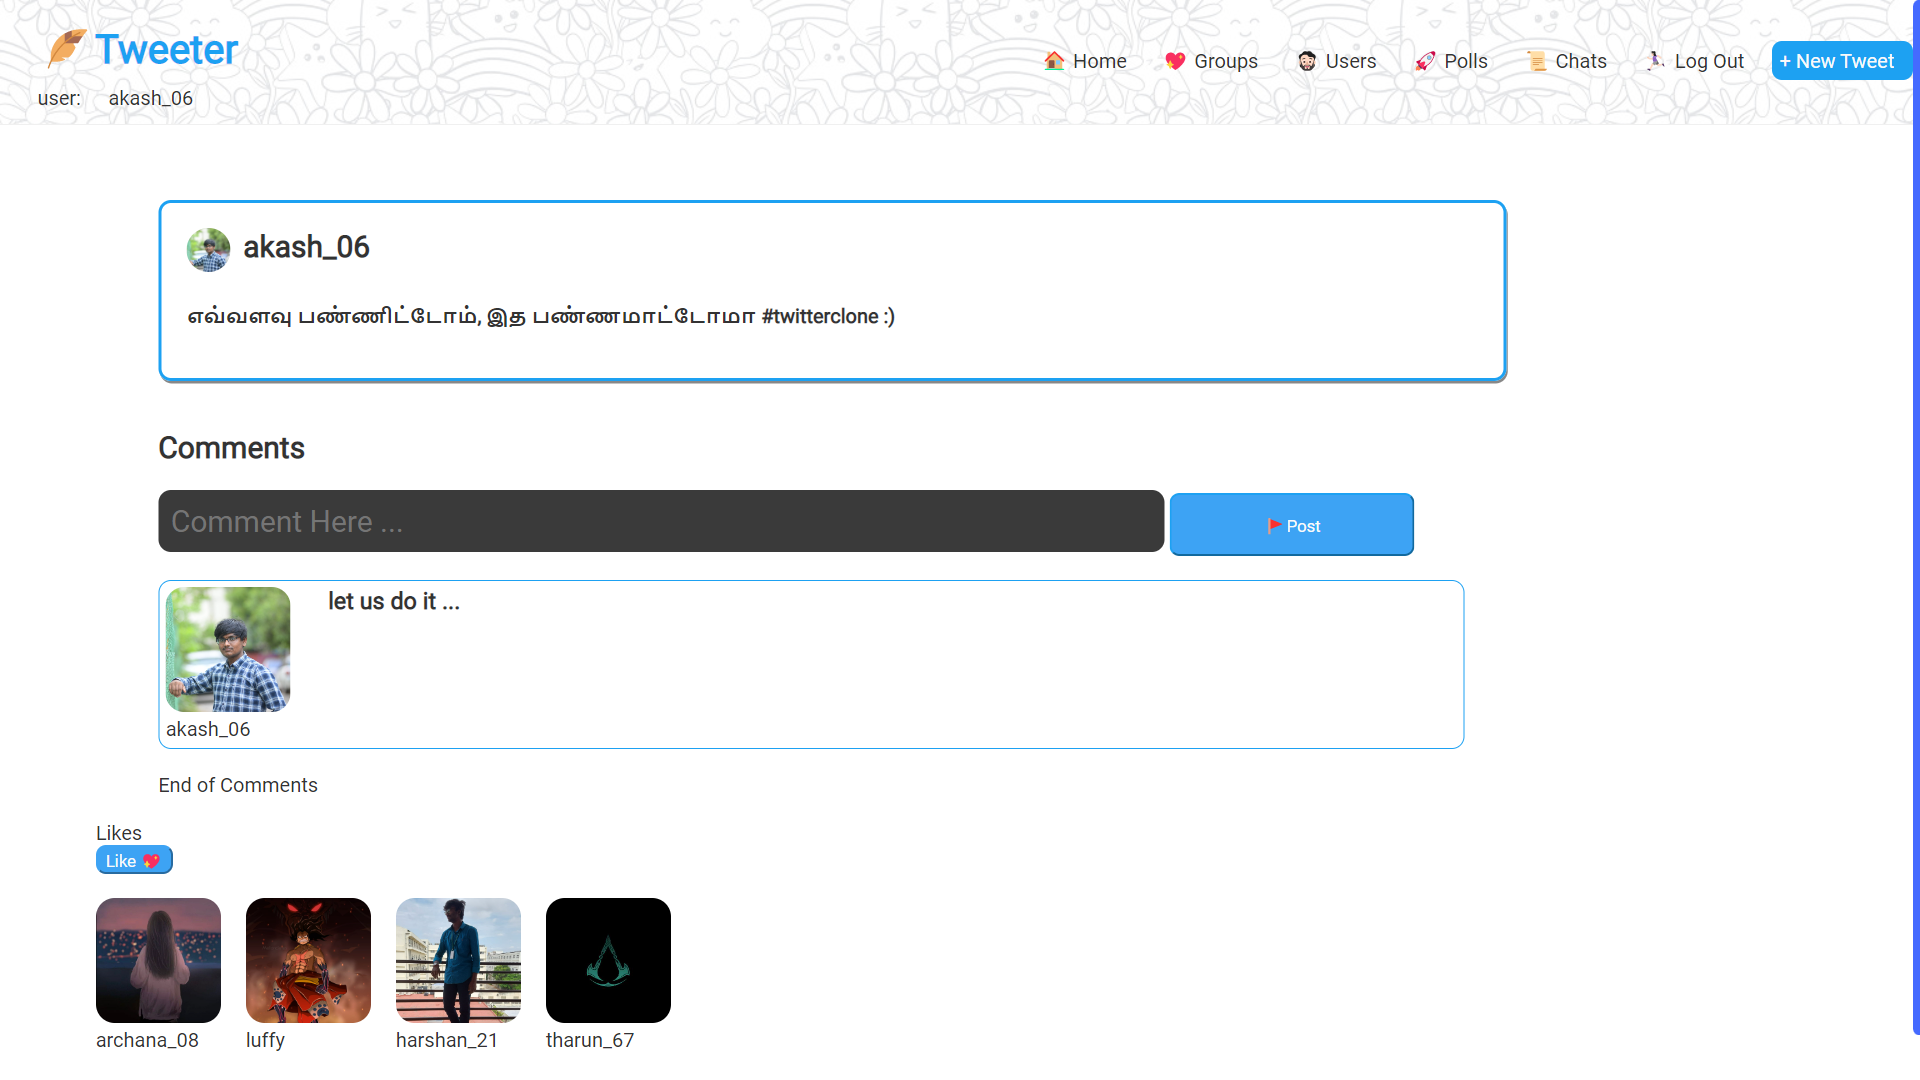 Tweeter
Home Groups Users Polls Chats Log Out + New Tweet
user: akash_06
akash_06
எவ்வளவு பண்ணிட்டோம், இத பண்ணமாட்டோமா #twitterclone :)
Comments
Comment Here ...
Post
let us do it ...
akash_06
End of Comments
Likes
Like
archana_08 luffy harshan_21 tharun_67